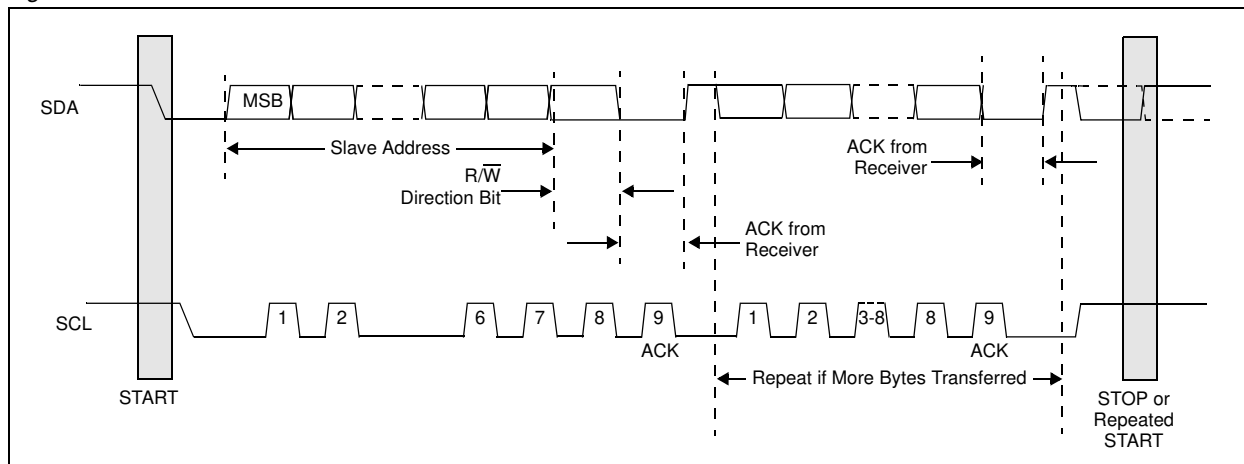 SDA
MSB
Slave Address
R/W̅
Direction Bit
ACK from
Receiver
ACK from
Receiver
SCL
1
2
6
7
8
9
1
2
3-8
8
9
ACK
ACK
Repeat if More Bytes Transferred
START
STOP or
Repeated
START